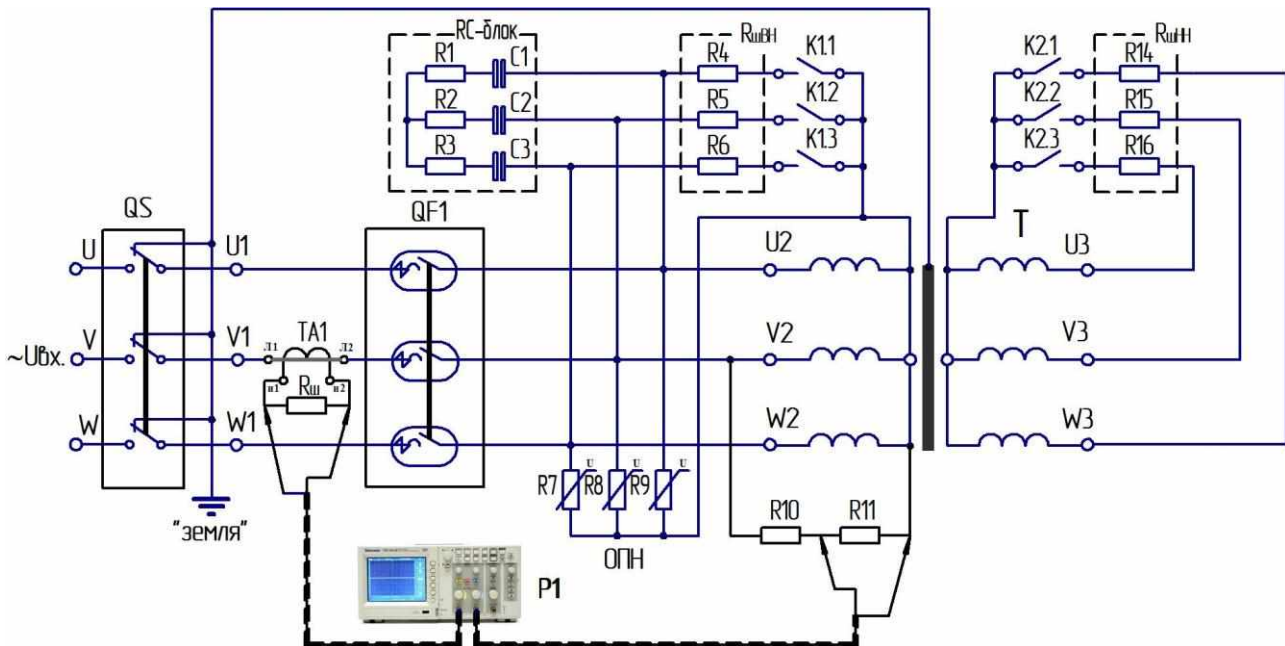 RC-блок
RшВН
RшНН
R1
C1
R4
K1.1
K2.1
R14
R2
C2
R5
K1.2
K2.2
R15
R3
C3
R6
K1.3
K2.3
R16
QS
QF1
T
U
U1
U2
U3
~Uвх.
V
V1
TA1
Л1
Л2
V2
V3
и1
и2
Rш
W
W1
W2
W3
R7
U
R8
U
R9
U
R10
R11
"земля"
ОПН
P1